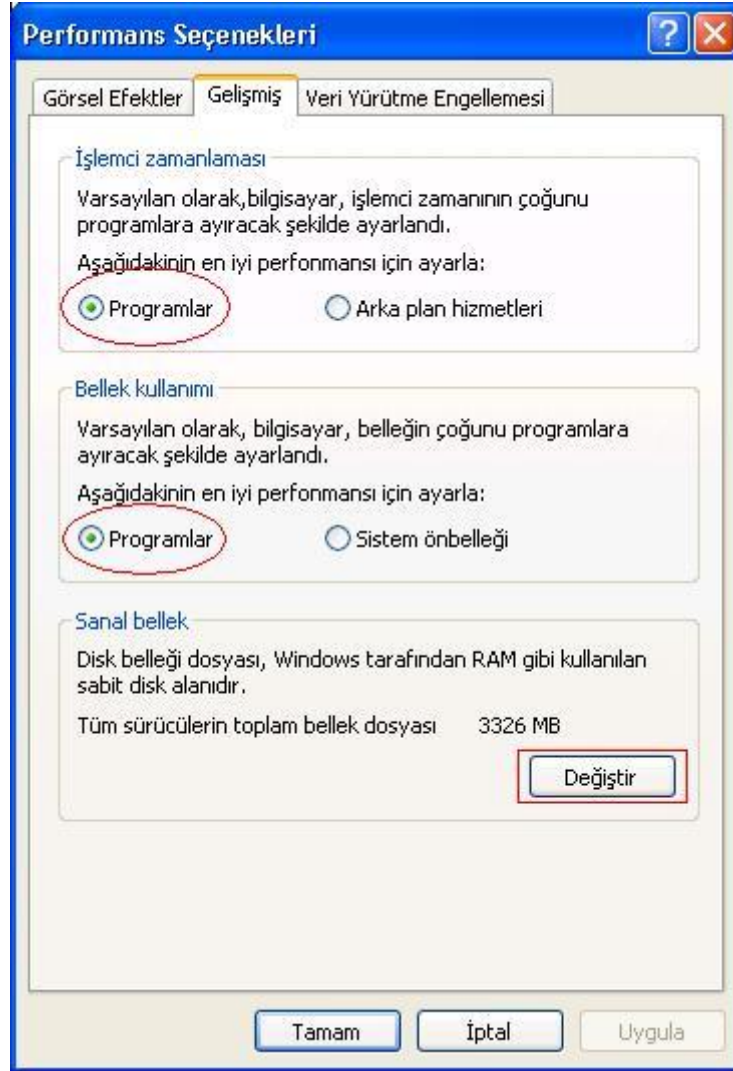 Performans Seçenekleri
Görsel Efektler Gelişmiş Veri Yürütme Engellemesi
İşlemci zamanlaması
Varsayılan olarak,bilgisayar, işlemci zamanının çoğunu
programlara ayıracak şekilde ayarlandı.
Aşağıdakinin en iyi perfonmansı için ayarla:
Programlar Arka plan hizmetleri
Bellek kullanımı
Varsayılan olarak, bilgisayar, belleğin çoğunu programlara
ayıracak şekilde ayarlandı.
Aşağıdakinin en iyi perfonmansı için ayarla:
Programlar Sistem önbelleği
Sanal bellek
Disk belleği dosyası, Windows tarafından RAM gibi kullanılan
sabit disk alanıdır.
Tüm sürücülerin toplam bellek dosyası 3326 MB
Değiştir
Tamam İptal Uygula